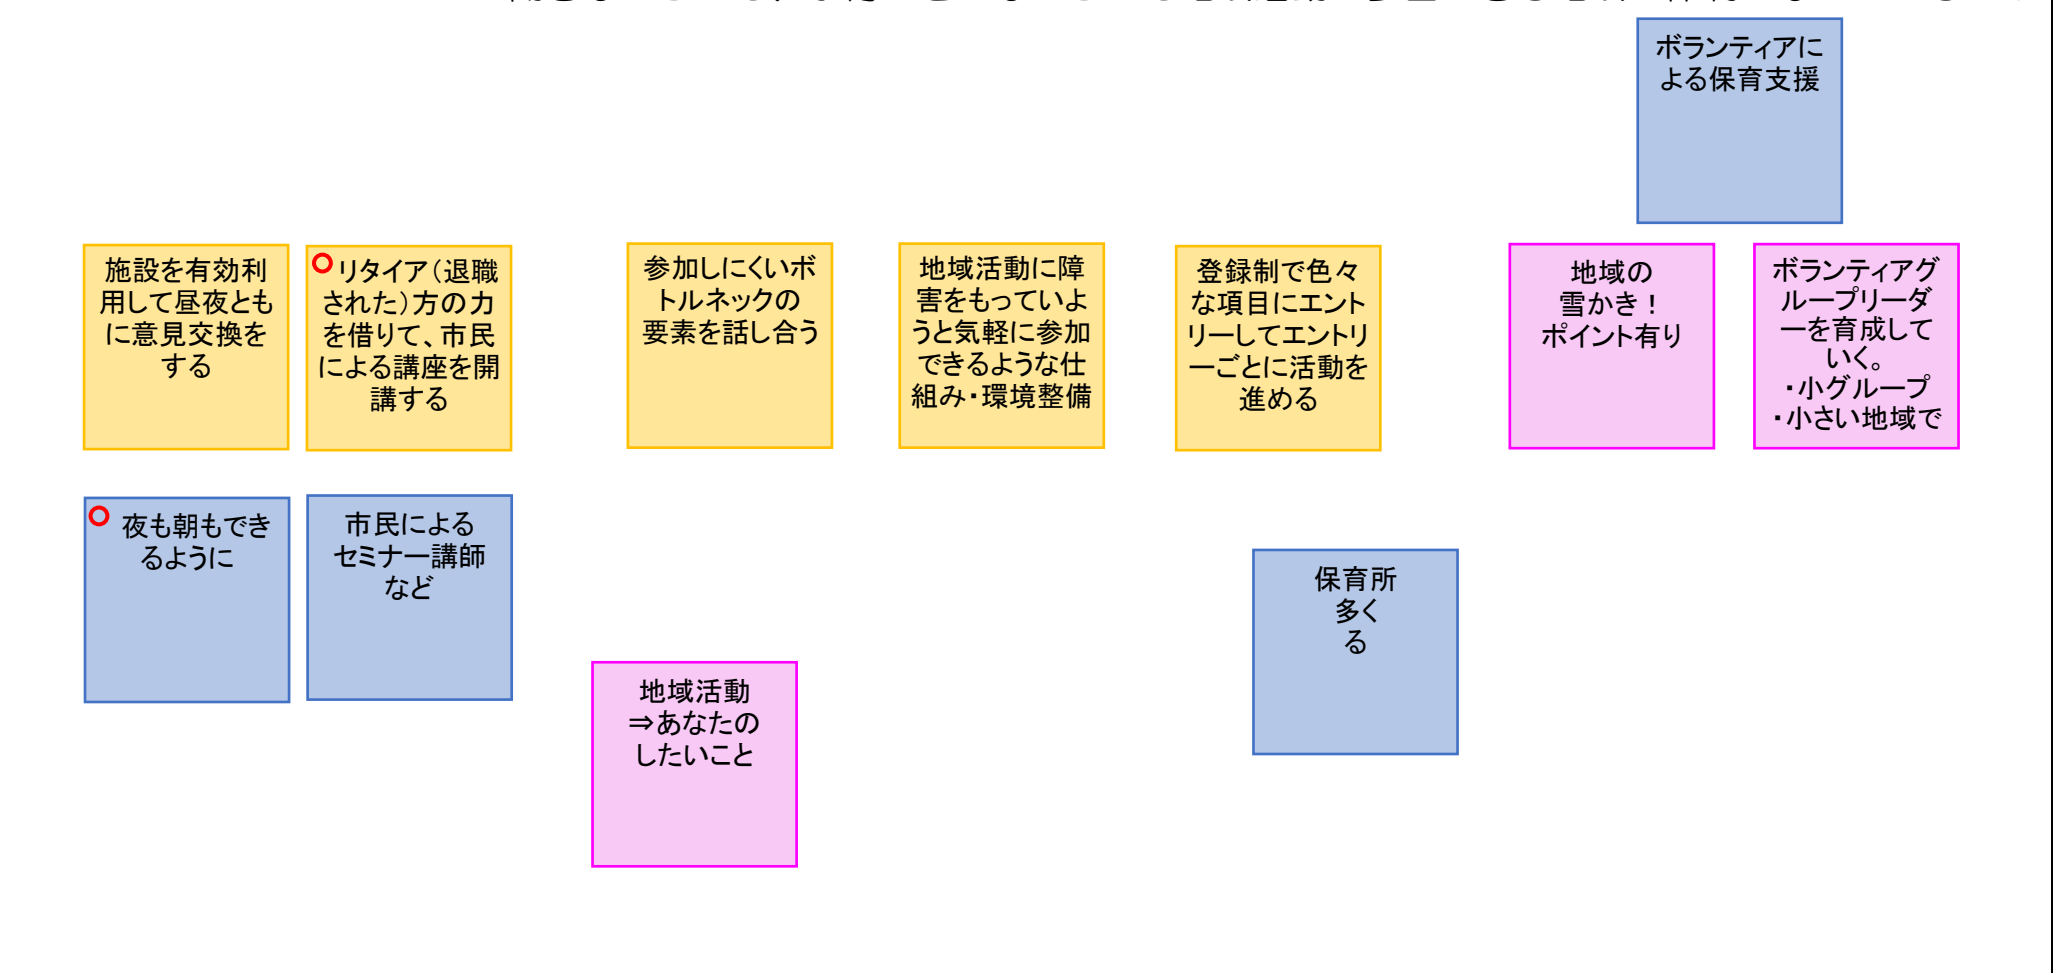 ボランティアに
よる保育支援
施設を有効利
用して昼夜とも
に意見交換を
する
リタイア（退職
された）方の力
を借りて、市民
による講座を開
講する
参加しにくいボ
トルネックの
要素を話し合う
地域活動に障
害をもっていよ
うと気軽に参加
できるような仕
組み・環境整備
登録制で色々
な項目にエント
リーしてエントリ
ーごとに活動を
進める
地域の
雪かき！
ポイント有り
ボランティアグ
ループリーダ
ーを育成して
いく。
・小グループ
・小さい地域で
夜も朝もでき
るように
市民による
セミナー講師
など
保育所
多く
る
地域活動
⇒あなたの
したいこと